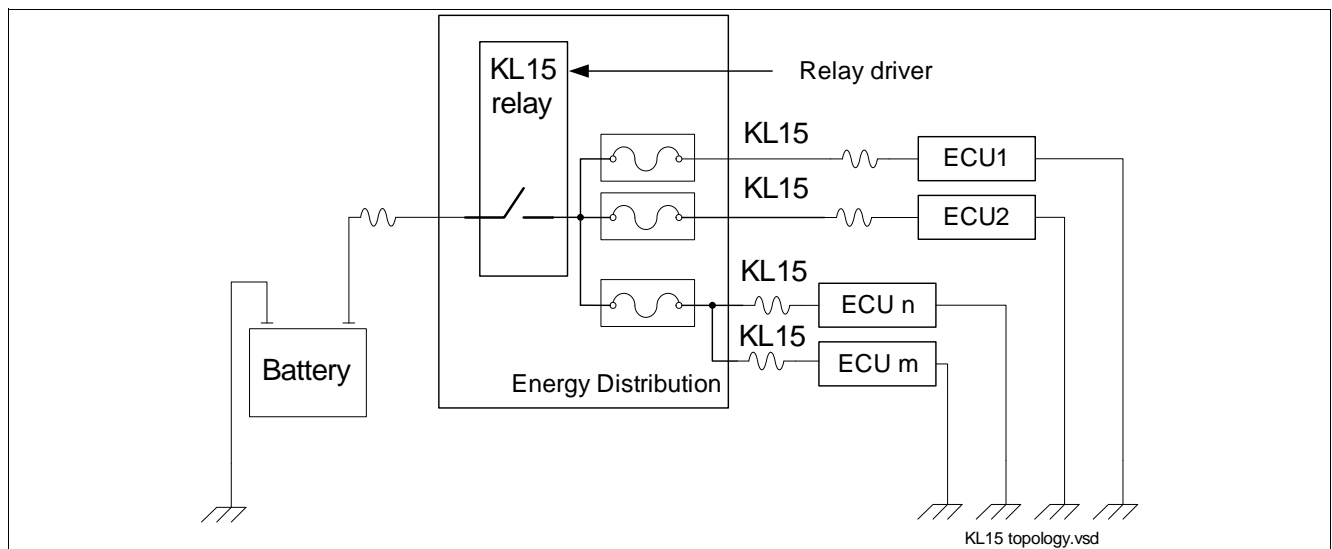 KL15
relay
Relay driver
KL15
ECU1
KL15
ECU2
KL15
ECU n
KL15
ECU m
Battery
Energy Distribution
KL15 topology.vsd